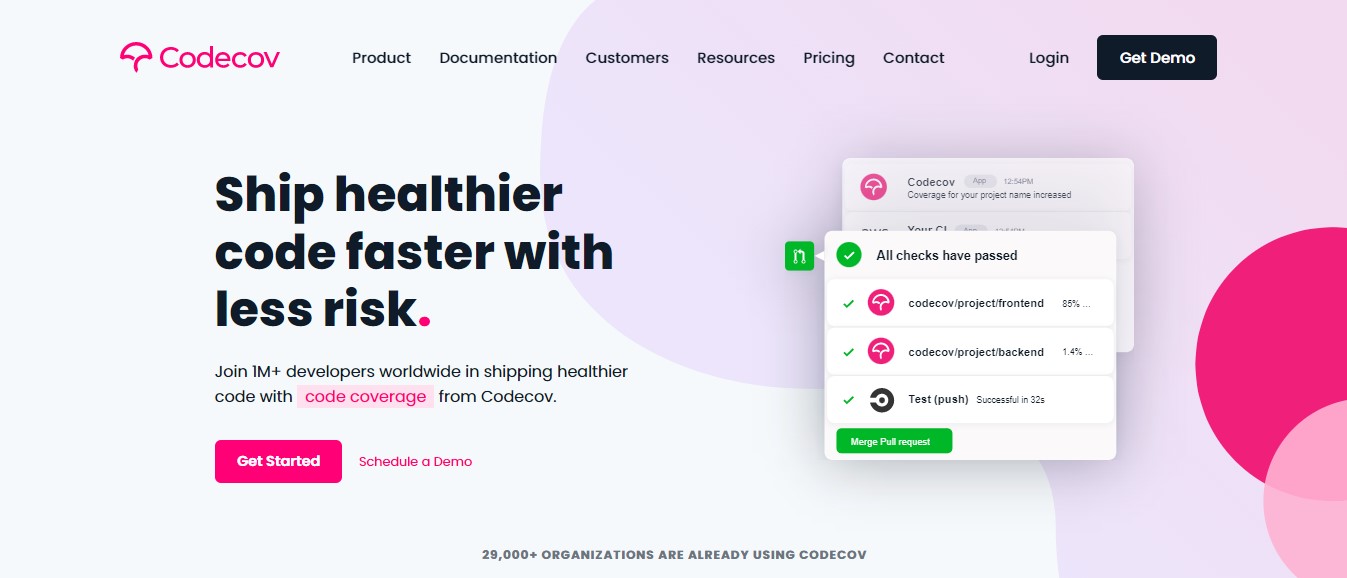 Codecov
Product Documentation Customers Resources Pricing Contact Login Get Demo
Ship healthier
code faster with
less risk.
Join 1M+ developers worldwide in shipping healthier
code with code coverage from Codecov.
Get Started Schedule a Demo
Codecov App 12:54PM
Coverage for your project name increased
Your CI App 12:54PM
All checks have passed
codecov/project/frontend 85% ...
codecov/project/backend 1.4% ...
Test (push) Successful in 32s
Merge Pull request
29,000+ ORGANIZATIONS ARE ALREADY USING CODECOV